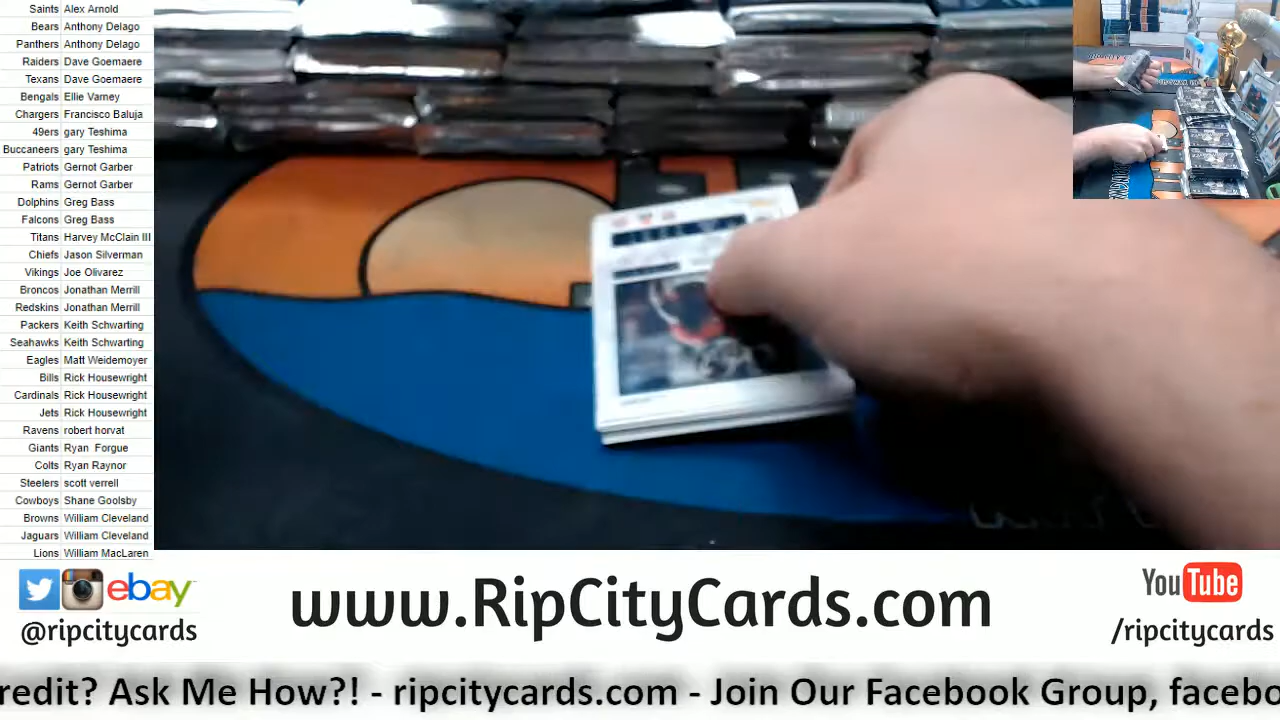 Saints Alex Arnold
Bears Anthony Delago
Panthers Anthony Delago
Raiders Dave Goemaere
Texans Dave Goemaere
Bengals Ellie Varney
Chargers Francisco Baluja
49ers gary Teshima
Buccaneers gary Teshima
Patriots Gernot Garber
Rams Gernot Garber
Dolphins Greg Bass
Falcons Greg Bass
Titans Harvey McClain III
Chiefs Jason Silverman
Vikings Joe Olivarez
Broncos Jonathan Merrill
Redskins Jonathan Merrill
Packers Keith Schwarting
Seahawks Keith Schwarting
Eagles Matt Weidemoyer
Bills Rick Housewright
Cardinals Rick Housewright
Jets Rick Housewright
Ravens robert horvat
Giants Ryan Forgue
Colts Ryan Raynor
Steelers scott verrell
Cowboys Shane Goolsby
Browns William Cleveland
Jaguars William Cleveland
Lions William MacLaren
ebay
@ripcitycards
www.RipCityCards.com
YouTube
/ripcitycards
redit? Ask Me How?! - ripcitycards.com - Join Our Facebook Group, facebo